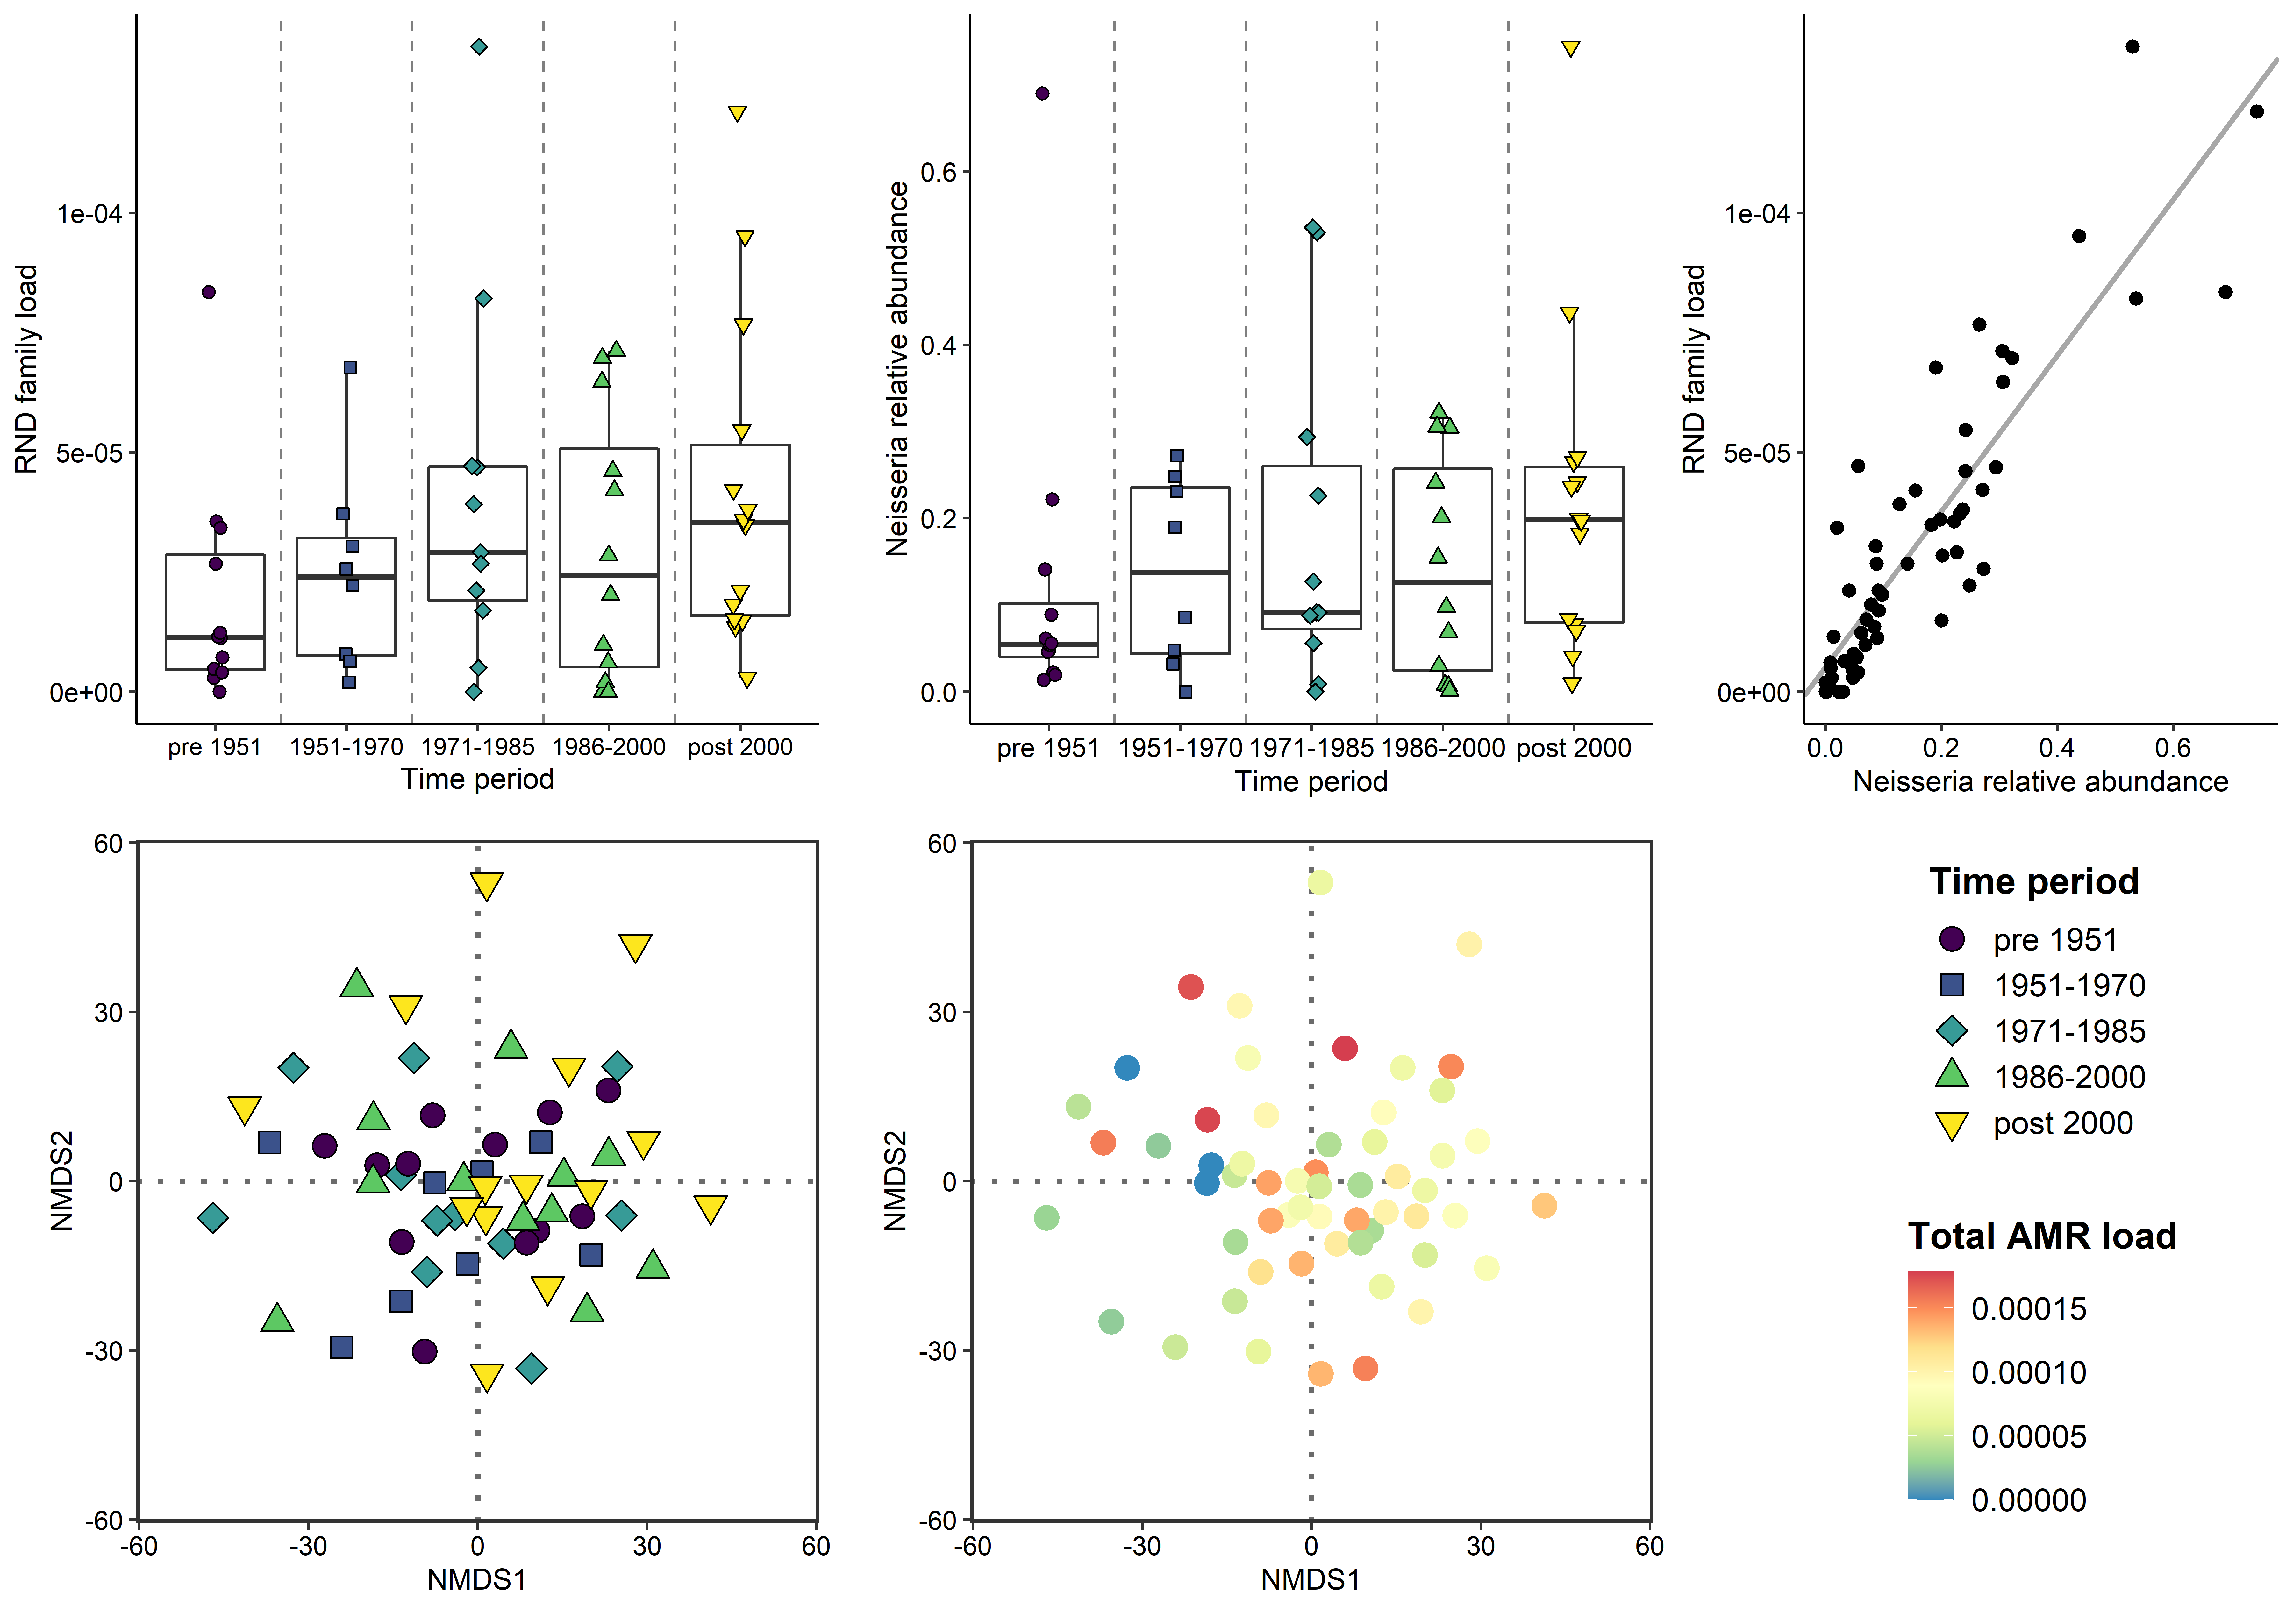 RND family load
1e-04
5e-05
0e+00
pre 1951 1951-1970 1971-1985 1986-2000 post 2000
Time period
Neisseria relative abundance
0.6
0.4
0.2
0.0
pre 1951 1951-1970 1971-1985 1986-2000 post 2000
Time period
RND family load
1e-04
5e-05
0e+00
0.0 0.2 0.4 0.6
Neisseria relative abundance
NMDS2
60
30
0
-30
-60
-60 -30 0 30 60
NMDS1
NMDS2
60
30
0
-30
-60
-60 -30 0 30 60
NMDS1
Time period
pre 1951
1951-1970
1971-1985
1986-2000
post 2000
Total AMR load
0.00015
0.00010
0.00005
0.00000